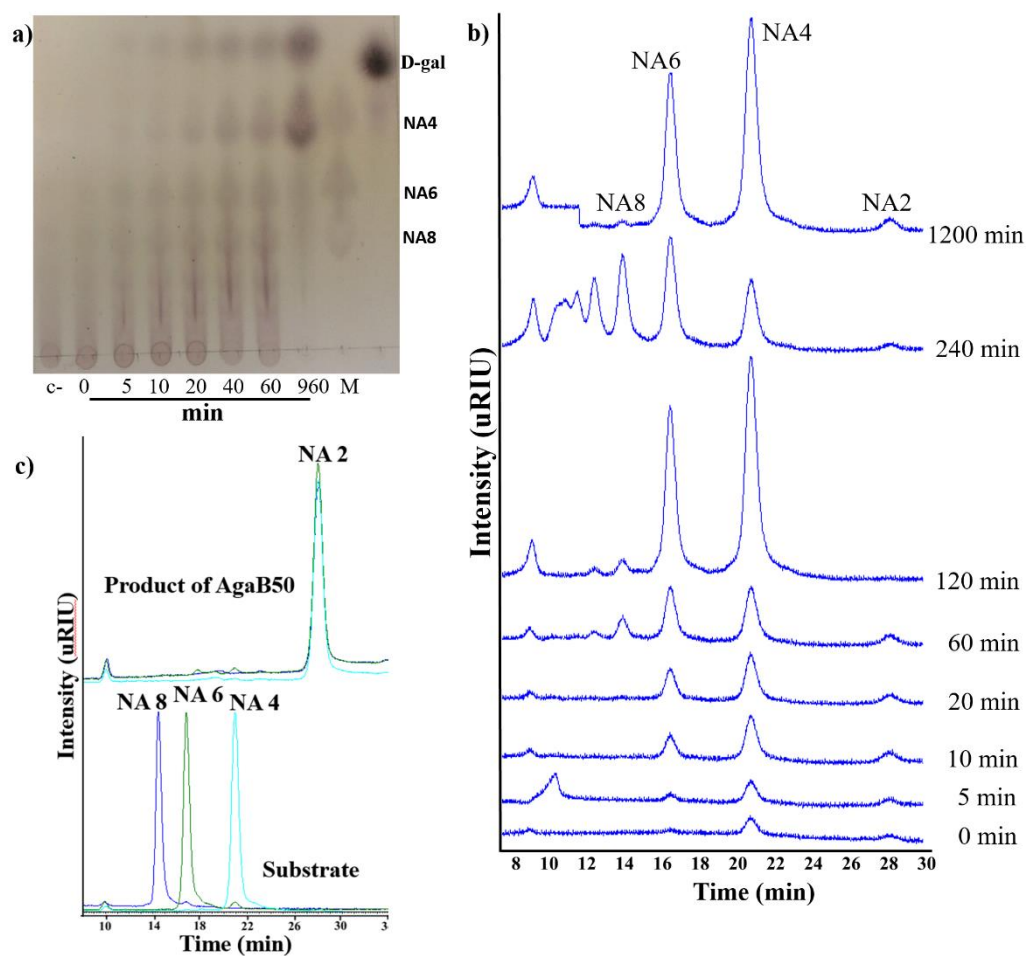 a)
D-gal
NA4
NA6
NA8
c- 0 5 10 20 40 60 960 M
min
b)
NA4
NA6
NA8
NA2
1200 min
240 min
120 min
60 min
20 min
10 min
5 min
0 min
Intensity (uRIU)
8 10 12 14 16 18 20 22 24 26 28 30
Time (min)
c)
NA 2
Product of AgaB50
NA 8 NA 6 NA 4
Substrate
Intensity (uRIU)
10 14 18 22 26 30 3
Time (min)